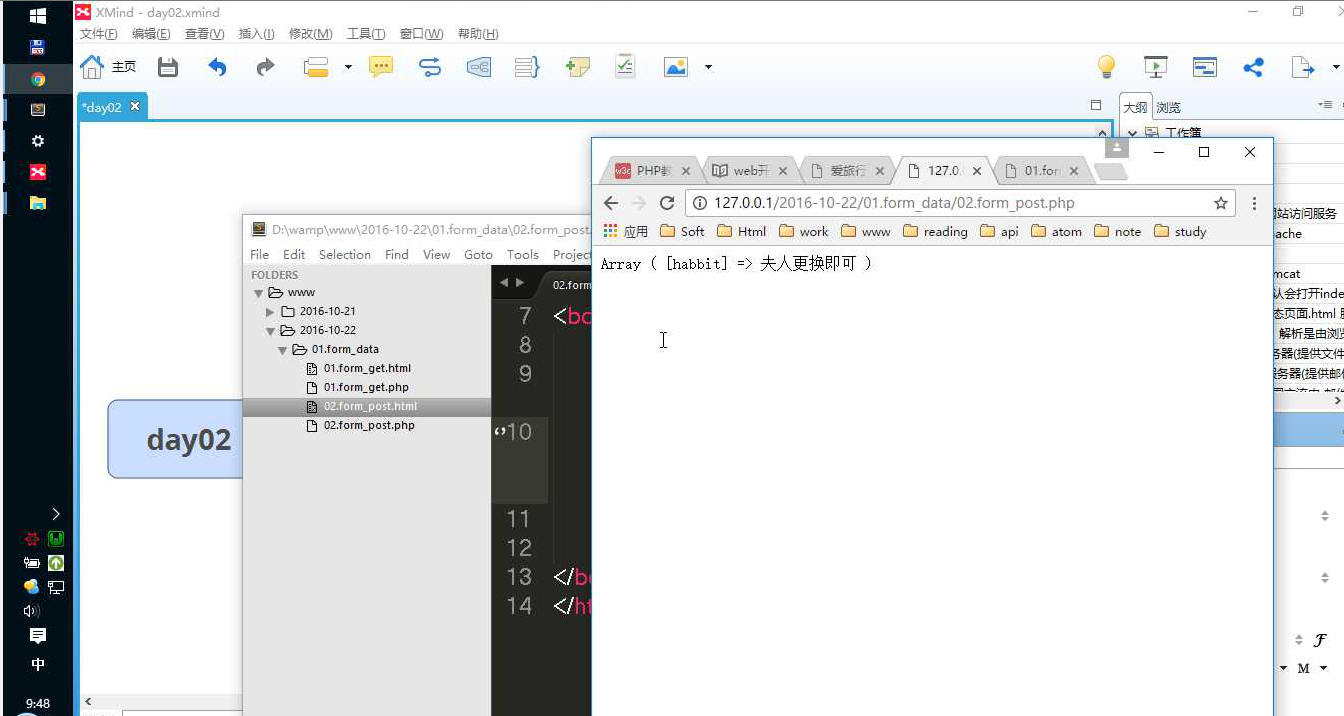 XMind - day02.xmind
文件(F) 编辑(E) 查看(V) 插入(I) 修改(M) 工具(T) 窗口(W) 帮助(H)
主页
*day02
大纲 浏览
工作簿
day02
D:\wamp\www\2016-10-22\01.form_data\02.form_post.
File Edit Selection Find View Goto Tools Project
FOLDERS
www
2016-10-21
2016-10-22
01.form_data
01.form_get.html
01.form_get.php
02.form_post.html
02.form_post.php
02.form
7 <bo
8
9
10
11
12
13 </bo
14 </ht
PHP教 web开 爱旅行 127.0. 01.for
127.0.0.1/2016-10-22/01.form_data/02.form_post.php
应用 Soft Html work www reading api atom note study
Array ( [habbit] => 夫人更换即可 )
网站访问服务
ache
mcat
认会打开inde
态页面.html
解析是由浏览
务器(提供文件
服务器(提供邮件
M
中
9:48